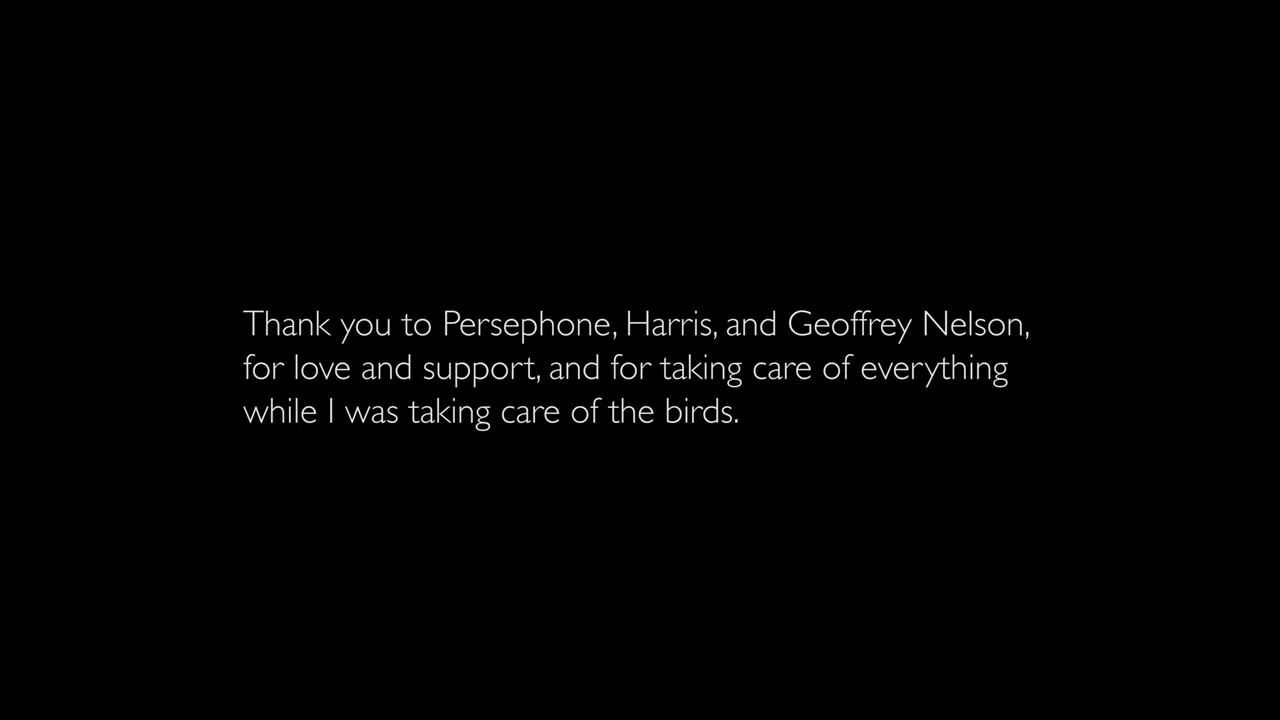 Thank you to Persephone, Harris, and Geoffrey Nelson,
for love and support, and for taking care of everything
while I was taking care of the birds.